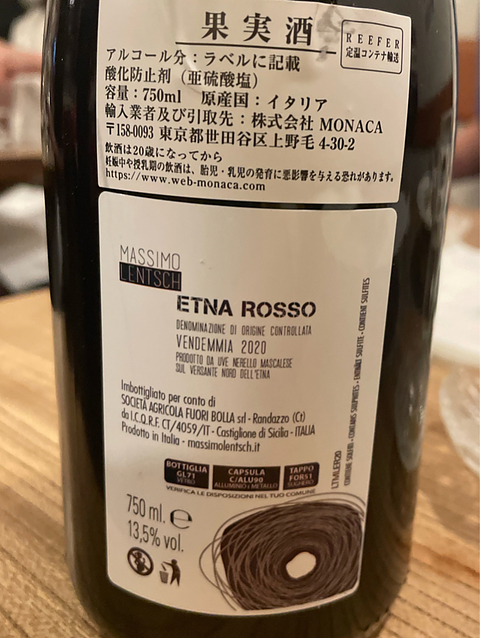 果実酒
REEFER
定温コンテナ輸送
アルコール分：ラベルに記載
酸化防止剤（亜硫酸塩）
容量：750ml 原産国：イタリア
輸入業者及び引取先：株式会社 MONACA
〒158-0093 東京都世田谷区上野毛 4-30-2
飲酒は20歳になってから
妊娠中や授乳期の飲酒は、胎児・乳児の発育に悪影響を与える恐れがあります。
https://www.web-monaca.com
MASSIMO
LENTSCH
ETNA ROSSO
DENOMINAZIONE DI ORIGINE CONTROLLATA
VENDEMMIA 2020
PRODOTTO DA UVE NERELLO MASCALESE
SUL VERSANTE NORD DELL'ETNA
Imbottigliato per conto di
SOCIETÀ AGRICOLA FUORI BOLLA srl - Randazzo (Ct)
da I.C.Q.R.F. CT/4059/IT - Castiglione di Sicilia - ITALIA
Prodotto in Italia - massimolentsch.it
BOTTIGLIA
GL71
VETRO
CAPSULA
C/ALU90
ALLUMINIO e METALLO
TAPPO
FOR51
SUGHERO
VERIFICA LE DISPOSIZIONI NEL TUO COMUNE
750 ml. ℮
13,5% vol.
LTMLER20
CONTIENE SOLFITI - CONTAINS SULPHITES - ENTHÄLT SULFITE - CONTIENT SULFITES